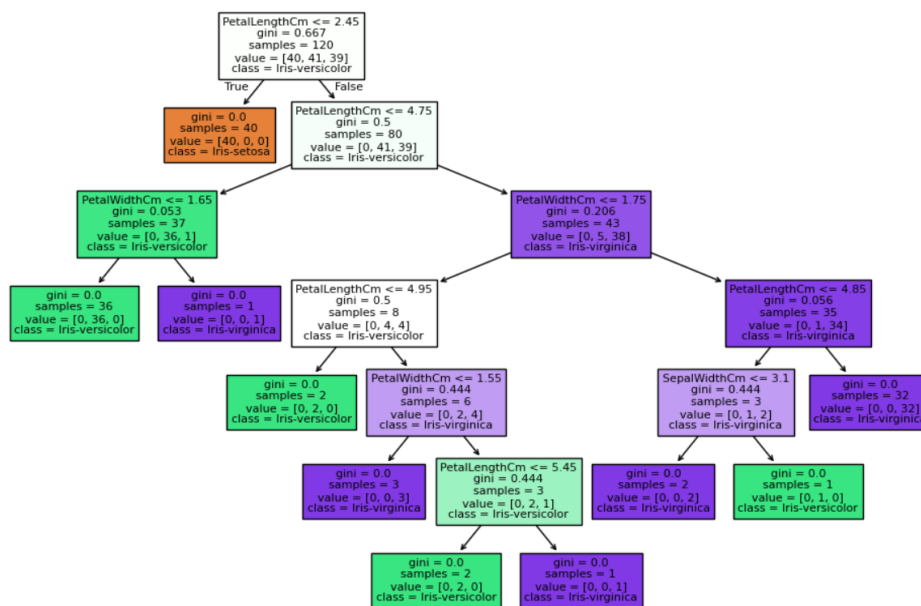 PetalLengthCm <= 2.45
gini = 0.667
samples = 120
value = [40, 41, 39]
class = Iris-versicolor
True
False
gini = 0.0
samples = 40
value = [40, 0, 0]
class = Iris-setosa
PetalLengthCm <= 4.75
gini = 0.5
samples = 80
value = [0, 41, 39]
class = Iris-versicolor
PetalWidthCm <= 1.65
gini = 0.053
samples = 37
value = [0, 36, 1]
class = Iris-versicolor
PetalWidthCm <= 1.75
gini = 0.206
samples = 43
value = [0, 5, 38]
class = Iris-virginica
gini = 0.0
samples = 36
value = [0, 36, 0]
class = Iris-versicolor
gini = 0.0
samples = 1
value = [0, 0, 1]
class = Iris-virginica
PetalLengthCm <= 4.95
gini = 0.5
samples = 8
value = [0, 4, 4]
class = Iris-versicolor
PetalLengthCm <= 4.85
gini = 0.056
samples = 35
value = [0, 1, 34]
class = Iris-virginica
gini = 0.0
samples = 2
value = [0, 2, 0]
class = Iris-versicolor
PetalWidthCm <= 1.55
gini = 0.444
samples = 6
value = [0, 2, 4]
class = Iris-virginica
SepalWidthCm <= 3.1
gini = 0.444
samples = 3
value = [0, 1, 2]
class = Iris-virginica
gini = 0.0
samples = 32
value = [0, 0, 32]
class = Iris-virginica
gini = 0.0
samples = 3
value = [0, 0, 3]
class = Iris-virginica
PetalLengthCm <= 5.45
gini = 0.444
samples = 3
value = [0, 2, 1]
class = Iris-versicolor
gini = 0.0
samples = 2
value = [0, 0, 2]
class = Iris-virginica
gini = 0.0
samples = 1
value = [0, 1, 0]
class = Iris-versicolor
gini = 0.0
samples = 2
value = [0, 2, 0]
class = Iris-versicolor
gini = 0.0
samples = 1
value = [0, 0, 1]
class = Iris-virginica